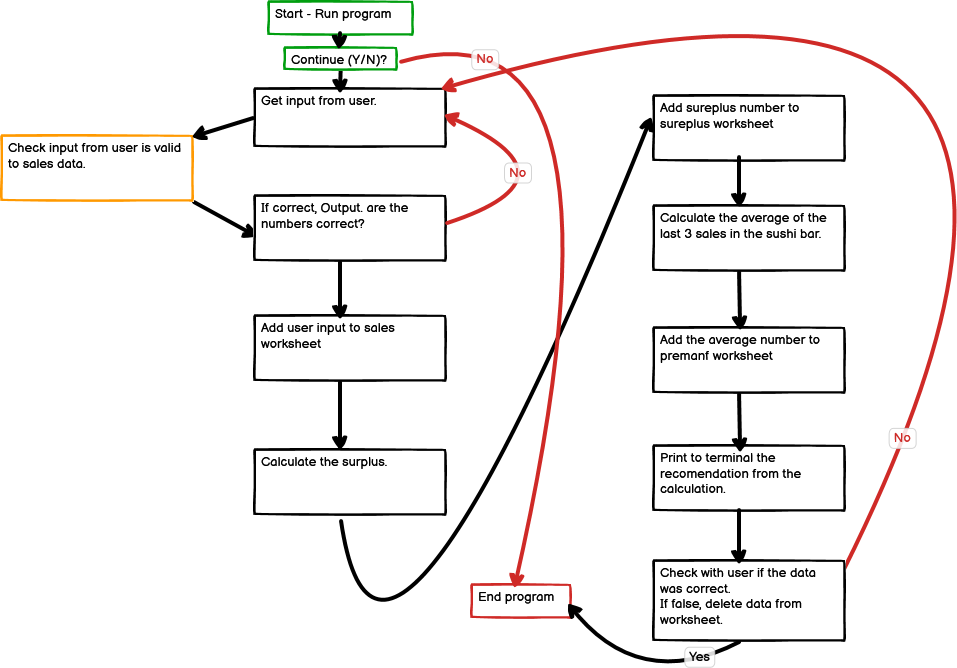 Start - Run program
Continue (Y/N)?
No
Get input from user.
Check input from user is valid
to sales data.
No
If correct, Output. are the
numbers correct?
Add user input to sales
worksheet
Calculate the surplus.
Add sureplus number to
sureplus worksheet
Calculate the average of the
last 3 sales in the sushi bar.
Add the average number to
premanf worksheet
Print to terminal the
recomendation from the
calculation.
No
Check with user if the data
was correct.
If false, delete data from
worksheet.
Yes
End program